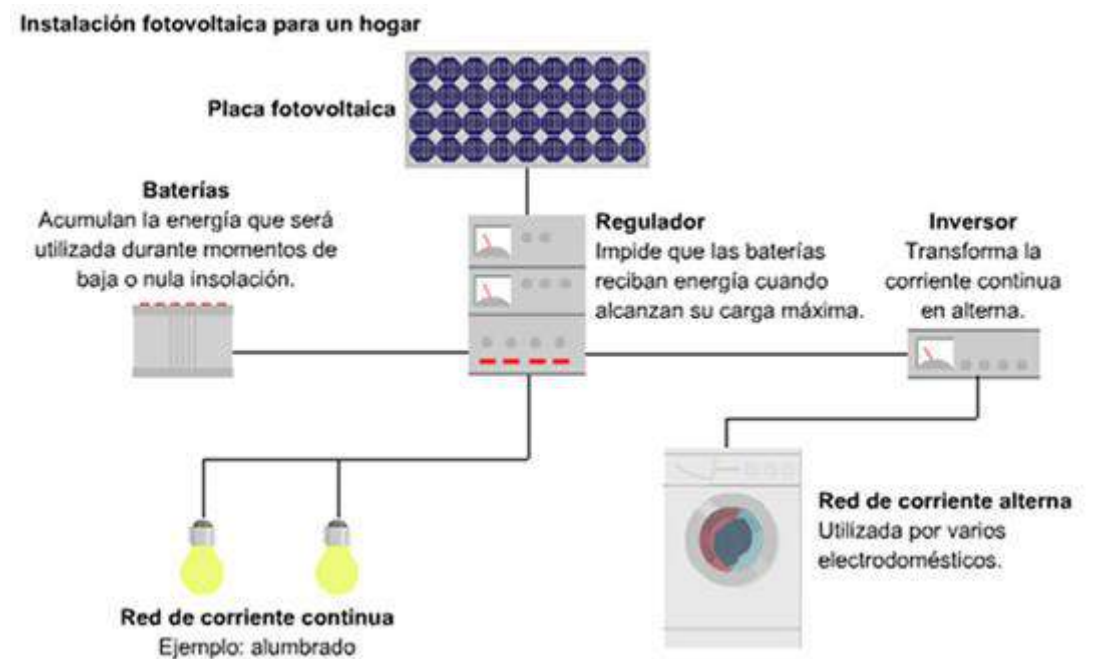 Instalación fotovoltaica para un hogar
Placa fotovoltaica
Baterías
Acumulan la energía que será
utilizada durante momentos de
baja o nula insolación.
Regulador
Impide que las baterías
reciban energía cuando
alcanzan su carga máxima.
Inversor
Transforma la
corriente continua
en alterna.
Red de corriente alterna
Utilizada por varios
electrodomésticos.
Red de corriente continua
Ejemplo: alumbrado